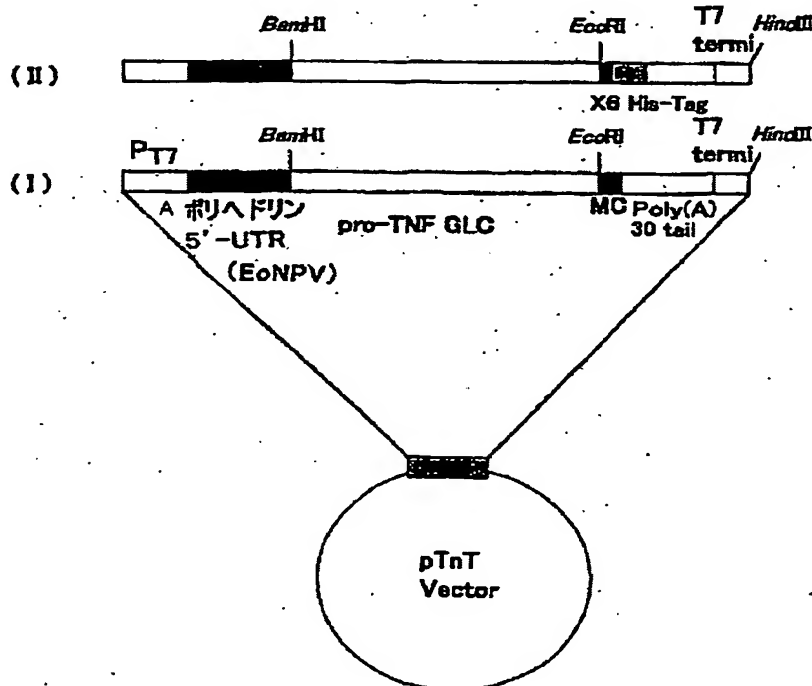 BamHI EcoRI T7 HindIII
termi
(II)
X6 His-Tag
BamHI EcoRI T7 HindIII
PT7 termi
(I)
A ポリヘドリン pro-TNF GLC MC Poly(A)
5'-UTR 30 tail
(EoNPV)
pTnT
Vector